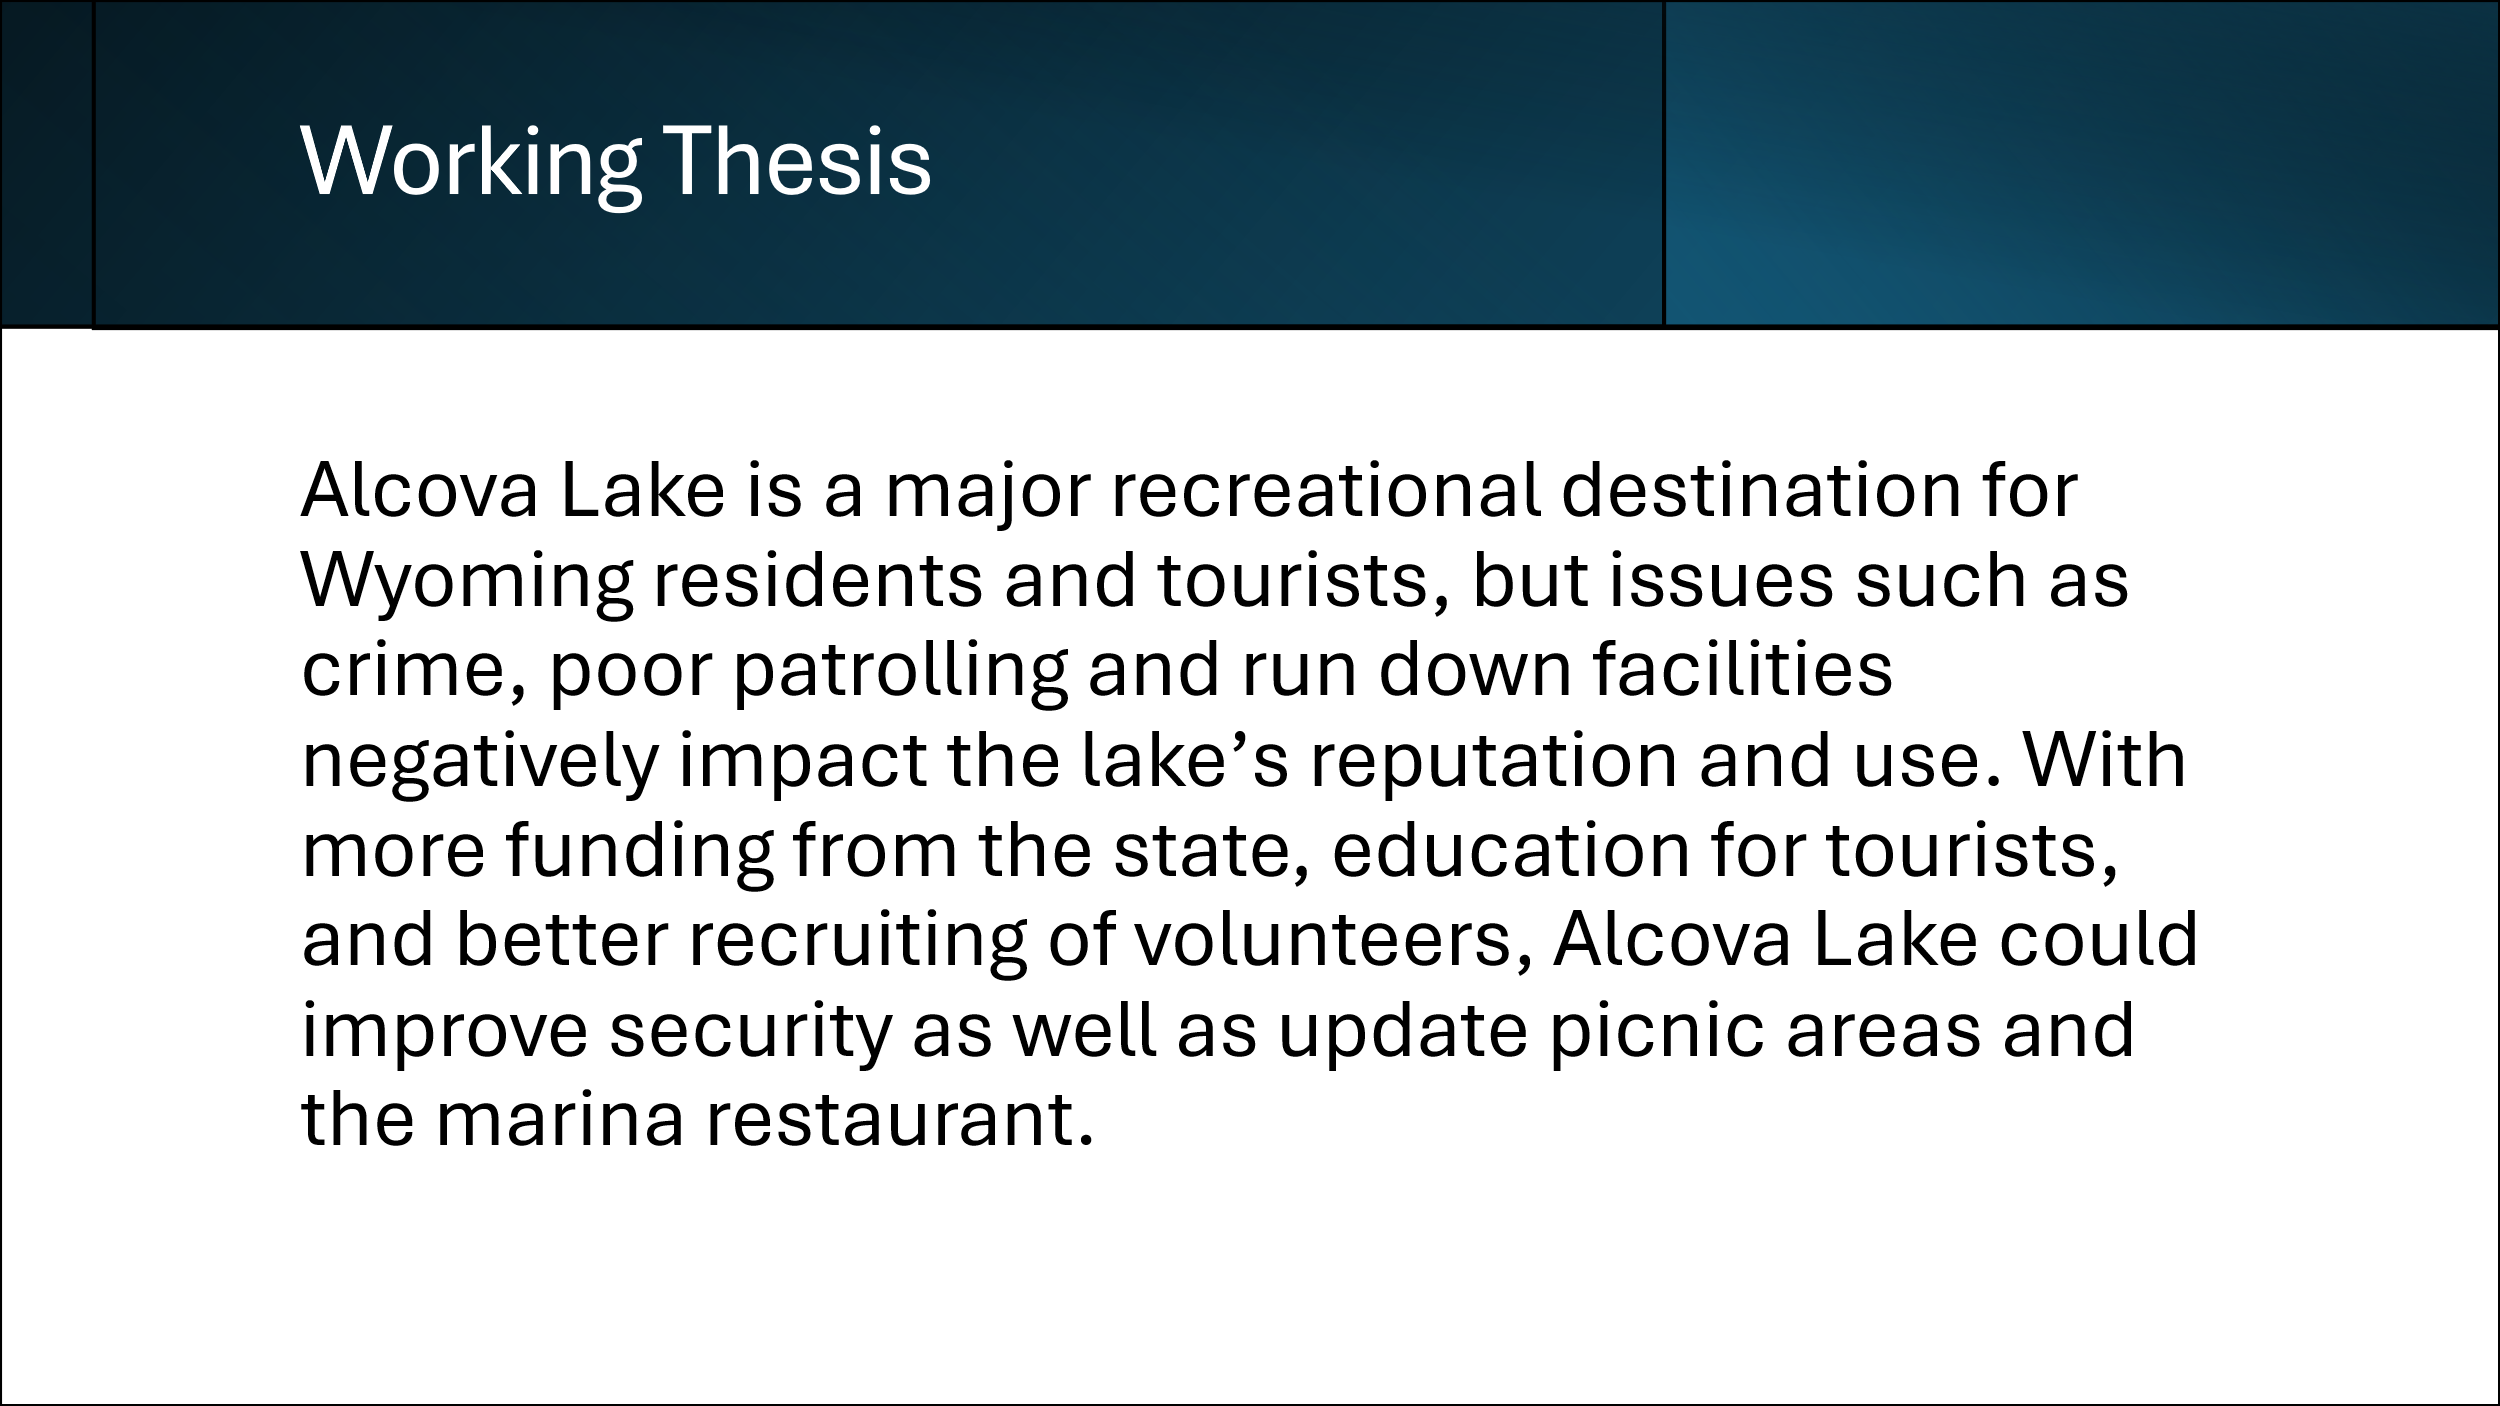 Working Thesis
Alcova Lake is a major recreational destination for
Wyoming residents and tourists, but issues such as
crime, poor patrolling and run down facilities
negatively impact the lake’s reputation and use. With
more funding from the state, education for tourists,
and better recruiting of volunteers, Alcova Lake could
improve security as well as update picnic areas and
the marina restaurant.